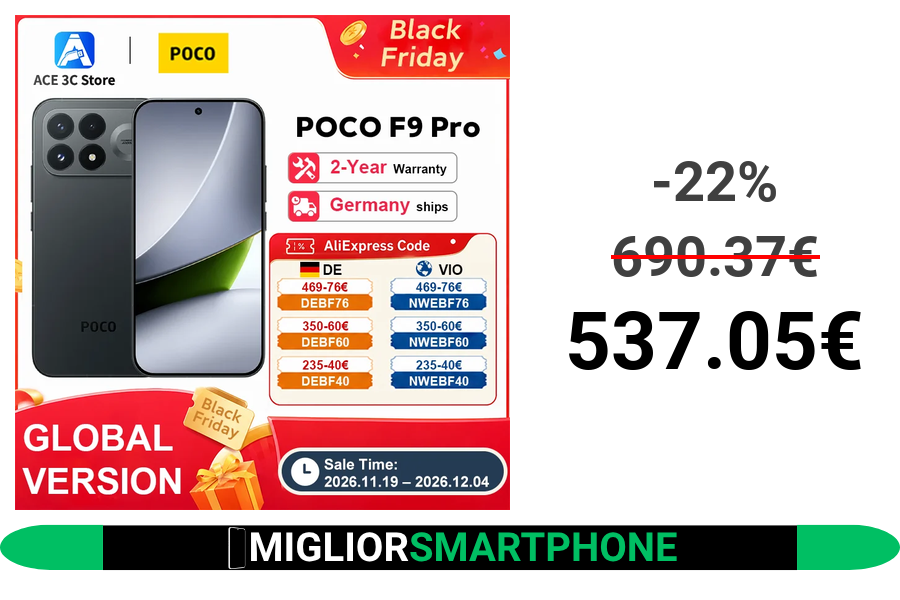 Black
Friday
ACE 3C Store
POCO
POCO F9 Pro
2-Year Warranty
Germany ships
% AliExpress Code
DE
VIO
469-76€
DEBF76
469-76€
NWEBF76
350-60€
DEBF60
350-60€
NWEBF60
235-40€
DEBF40
235-40€
NWEBF40
POCO
Black
Friday
GLOBAL
VERSION
Sale Time:
2026.11.19 – 2026.12.04
-22%
690.37€
537.05€
MIGLIORSMARTPHONE